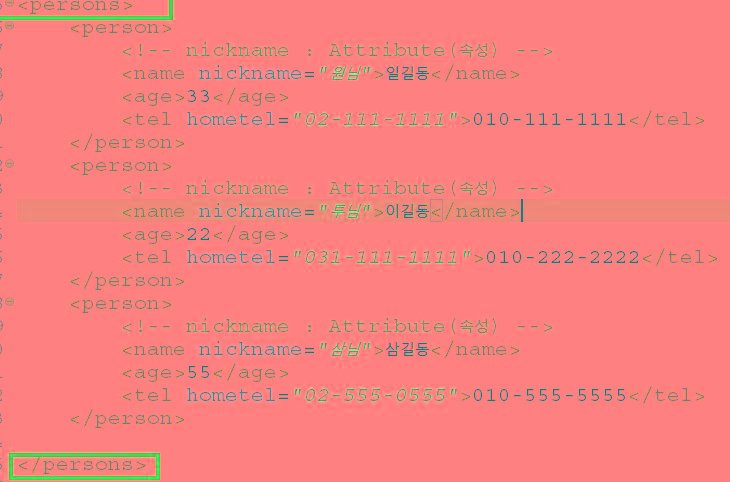 <persons>
<person>
<!-- nickname : Attribute(속성) -->
<name nickname="원님">일길동</name>
<age>33</age>
<tel hometel="02-111-1111">010-111-1111</tel>
</person>
<person>
<!-- nickname : Attribute(속성) -->
<name nickname="투님">이길동</name>
<age>22</age>
<tel hometel="031-111-1111">010-222-2222</tel>
</person>
<person>
<!-- nickname : Attribute(속성) -->
<name nickname="삼님">삼길동</name>
<age>55</age>
<tel hometel="02-555-0555">010-555-5555</tel>
</person>
</persons>